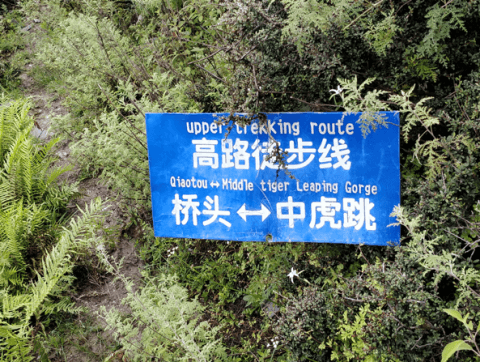 upper trekking route
高路徒步线
Qiaotou↔Middle tiger Leaping Gorge
桥头↔中虎跳